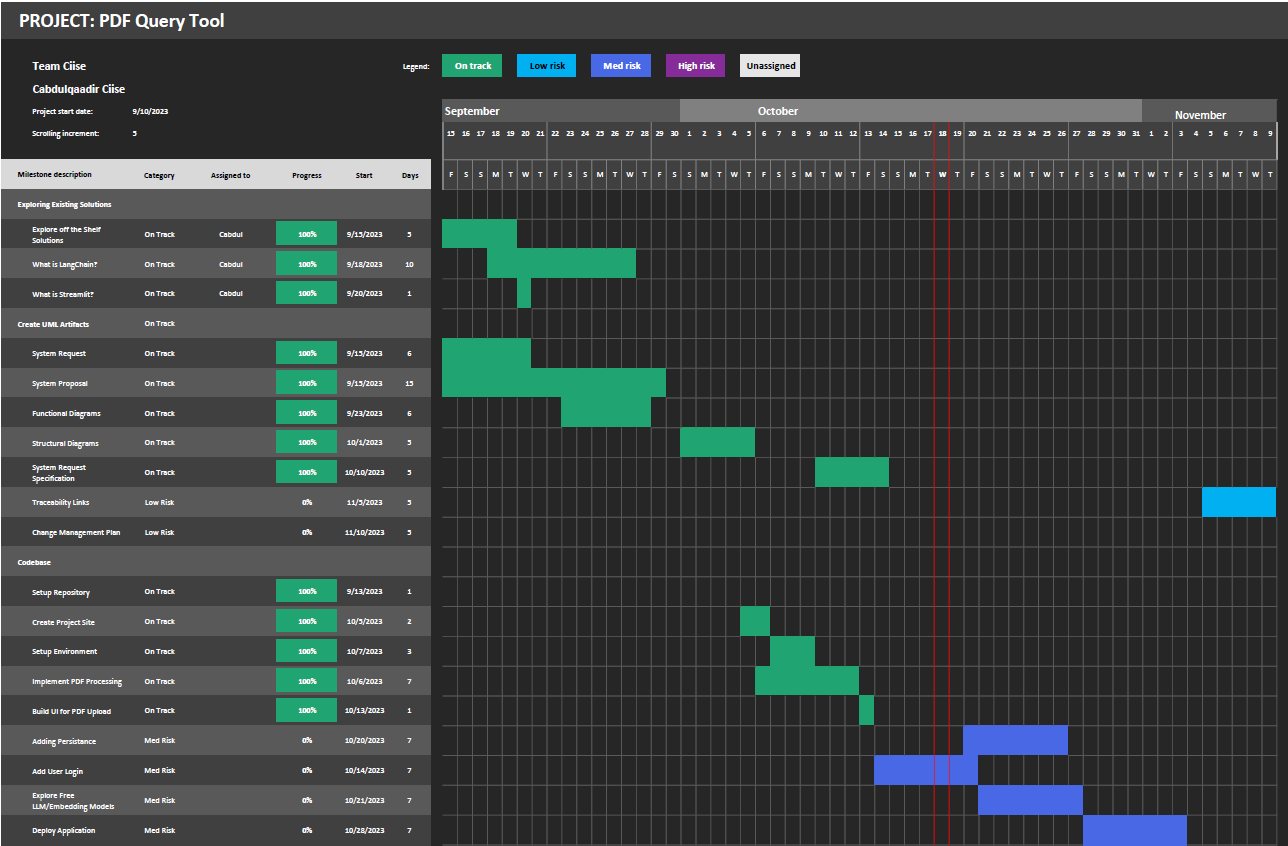 PROJECT: PDF Query Tool
Team Ciise
Legend: On track Low risk Med risk High risk Unassigned
Cabdulqaadir Ciise
Project start date: 9/10/2023
Scrolling increment: 5
September October November
15 16 17 18 19 20 21 22 23 24 25 26 27 28 29 30 1 2 3 4 5 6 7 8 9 10 11 12 13 14 15 16 17 18 19 20 21 22 23 24 25 26 27 28 29 30 31 1 2 3 4 5 6 7 8 9
Milestone description Category Assigned to Progress Start Days F S S M T W T F S S M T W T F S S M T W T F S S M T W T F S S M T W T F S S M T W T F S S M T W T F S S M T W T
Exploring Existing Solutions
Explore off the Shelf
Solutions On Track Cabdul 100% 9/15/2023 5
What is LangChain? On Track Cabdul 100% 9/18/2023 10
What is Streamlit? On Track Cabdul 100% 9/20/2023 1
Create UML Artifacts On Track
System Request On Track 100% 9/15/2023 6
System Proposal On Track 100% 9/15/2023 15
Functional Diagrams On Track 100% 9/23/2023 6
Structural Diagrams On Track 100% 10/1/2023 5
System Request
Specification On Track 100% 10/10/2023 5
Traceability Links Low Risk 0% 11/5/2023 5
Change Management Plan Low Risk 0% 11/10/2023 5
Codebase
Setup Repository On Track 100% 9/13/2023 1
Create Project Site On Track 100% 10/5/2023 2
Setup Environment On Track 100% 10/7/2023 3
Implement PDF Processing On Track 100% 10/6/2023 7
Build UI for PDF Upload On Track 100% 10/13/2023 1
Adding Persistance Med Risk 0% 10/20/2023 7
Add User Login Med Risk 0% 10/14/2023 7
Explore Free
LLM/Embedding Models Med Risk 0% 10/21/2023 7
Deploy Application Med Risk 0% 10/28/2023 7